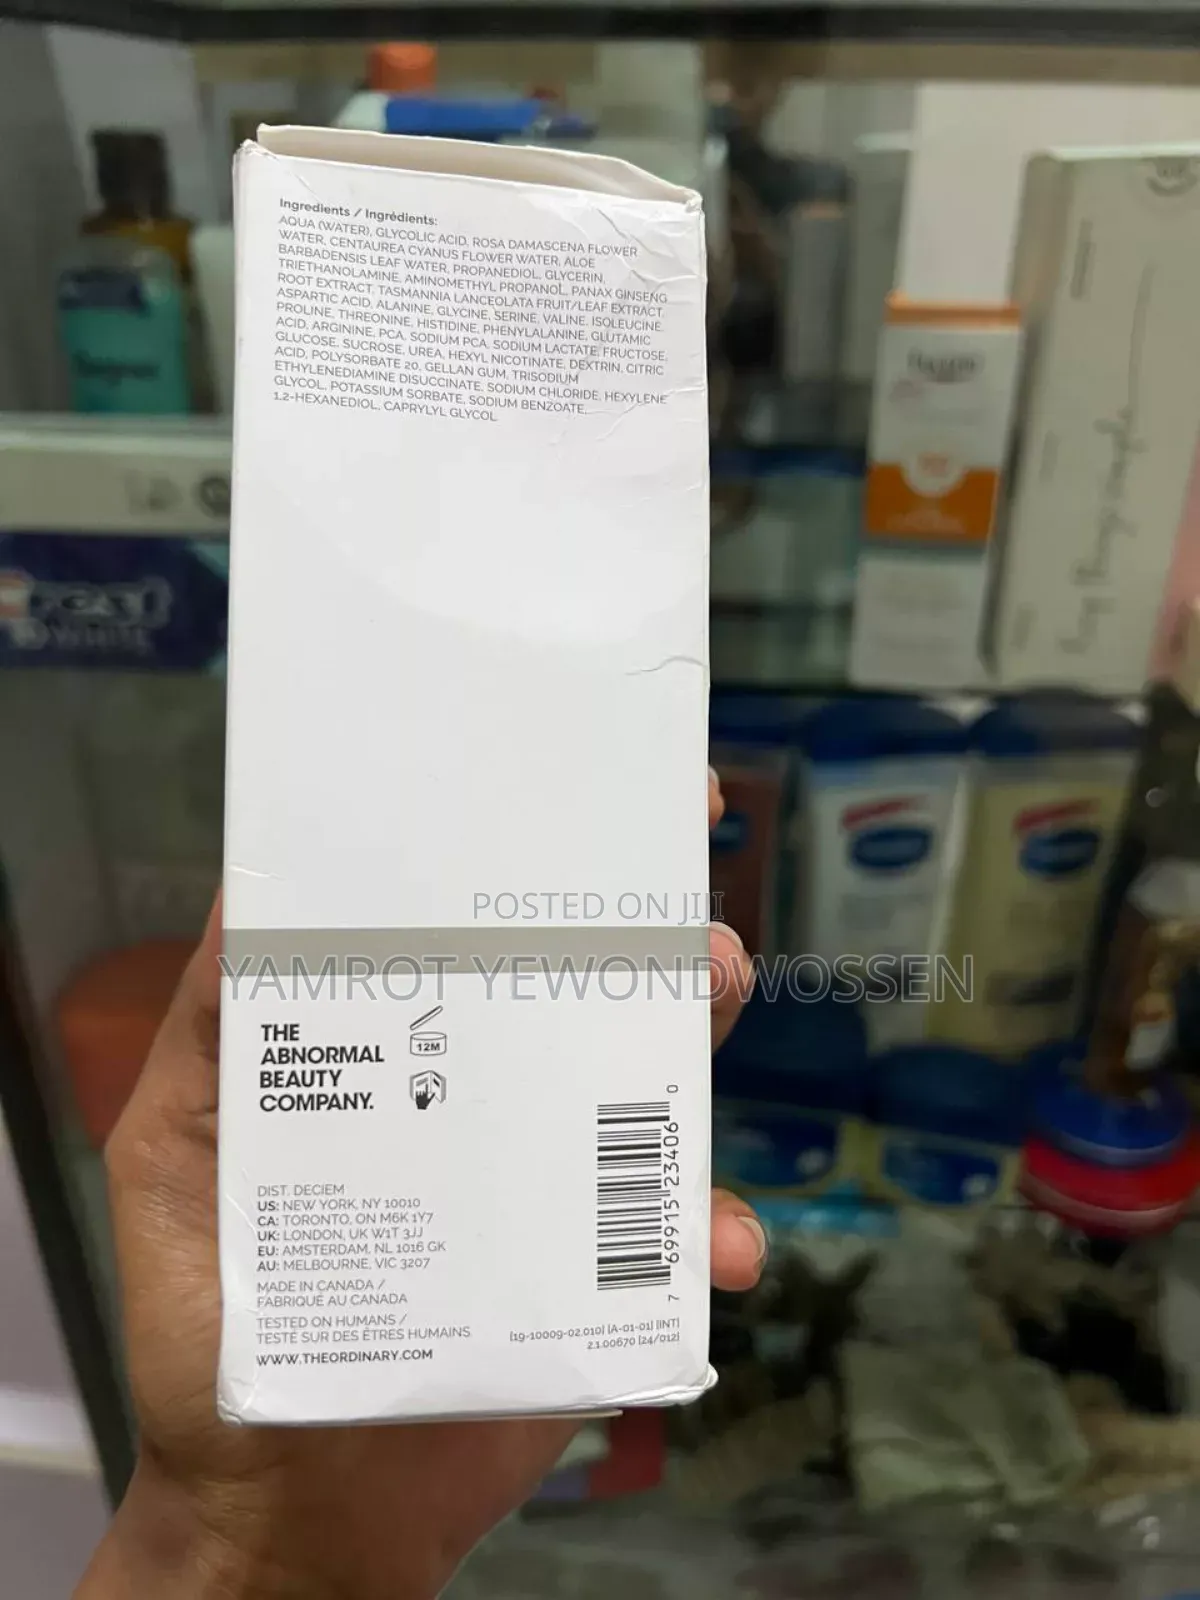 Ingredients / Ingrédients:
AQUA (WATER), GLYCOLIC ACID, ROSA DAMASCENA FLOWER
WATER, CENTAUREA CYANUS FLOWER WATER, ALOE
BARBADENSIS LEAF WATER, PROPANEDIOL, GLYCERIN,
TRIETHANOLAMINE, AMINOMETHYL PROPANOL, PANAX GINSENG
ROOT EXTRACT, TASMANNIA LANCEOLATA FRUIT/LEAF EXTRACT,
ASPARTIC ACID, ALANINE, GLYCINE, SERINE, VALINE, ISOLEUCINE,
PROLINE, THREONINE, HISTIDINE, PHENYLALANINE, GLUTAMIC
ACID, ARGININE, PCA, SODIUM PCA, SODIUM LACTATE, FRUCTOSE,
GLUCOSE, SUCROSE, UREA, HEXYL NICOTINATE, DEXTRIN, CITRIC
ACID, POLYSORBATE 20, GELLAN GUM, TRISODIUM
ETHYLENEDIAMINE DISUCCINATE, SODIUM CHLORIDE, HEXYLENE
GLYCOL, POTASSIUM SORBATE, SODIUM BENZOATE,
1,2-HEXANEDIOL, CAPRYLYL GLYCOL.
WHITE
POSTED ON JIJI
YAMROT YEWONDWOSSEN
THE
ABNORMAL
BEAUTY
COMPANY.
12M
DIST. DECIEM
US: NEW YORK, NY 10010
CA: TORONTO, ON M6K 1Y7
UK: LONDON, UK W1T 3JJ
EU: AMSTERDAM, NL 1016 GK
AU: MELBOURNE, VIC 3207
MADE IN CANADA /
FABRIQUÉ AU CANADA
TESTED ON HUMANS /
TESTÉ SUR DES ÊTRES HUMAINS
WWW.THEORDINARY.COM
7 69915 23406 0
[19-10009-02.010] [A-01-01] [INT]
2.1.00670 [24/012]